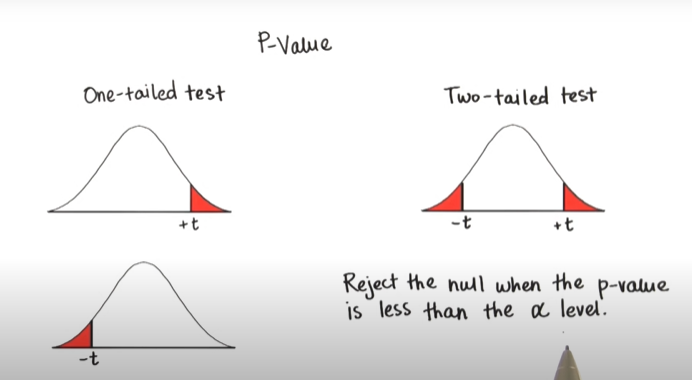 P-Value
One-tailed test
Two-tailed test
+t
-t
+t
-t
Reject the null when the p-value
is less than the α level.